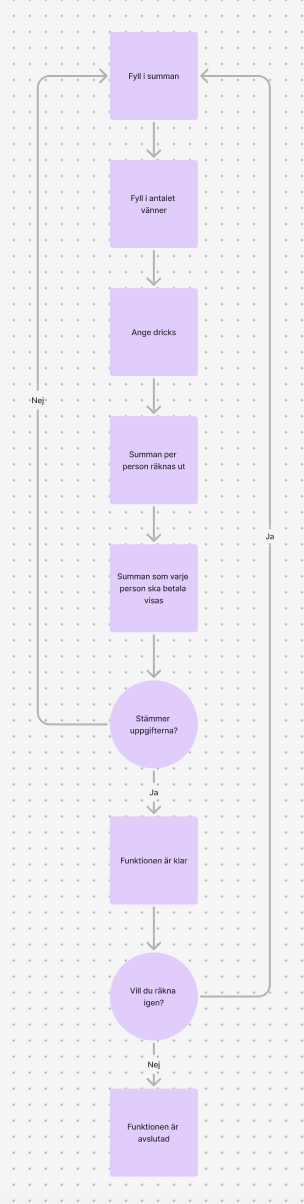 Fyll i summan
Fyll i antalet
vänner
Ange dricks
Nej
Summan per
person räknas ut
Ja
Summan som varje
person ska betala
visas
Stämmer
uppgifterna?
Ja
Funktionen är klar
Vill du räkna
igen?
Nej
Funktionen är
avslutad